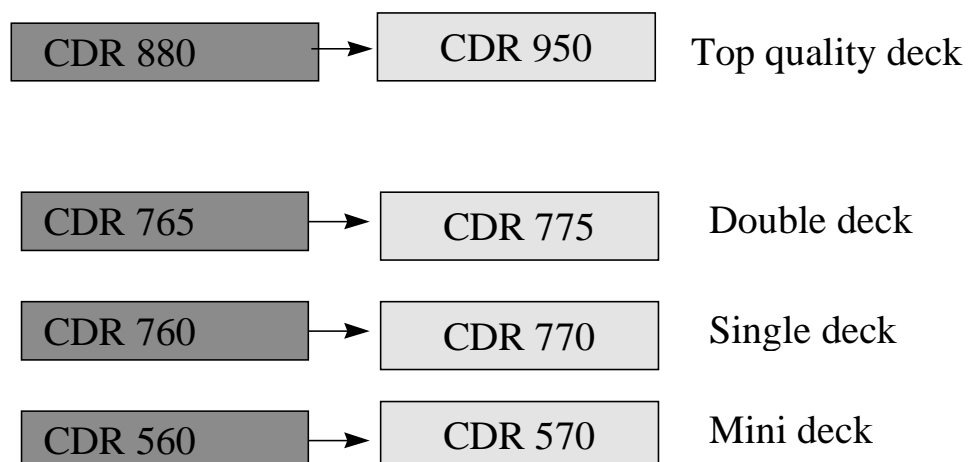 CDR 880 CDR 950 Top quality deck
CDR 765 CDR 775 Double deck
CDR 760 CDR 770 Single deck
CDR 560 CDR 570 Mini deck